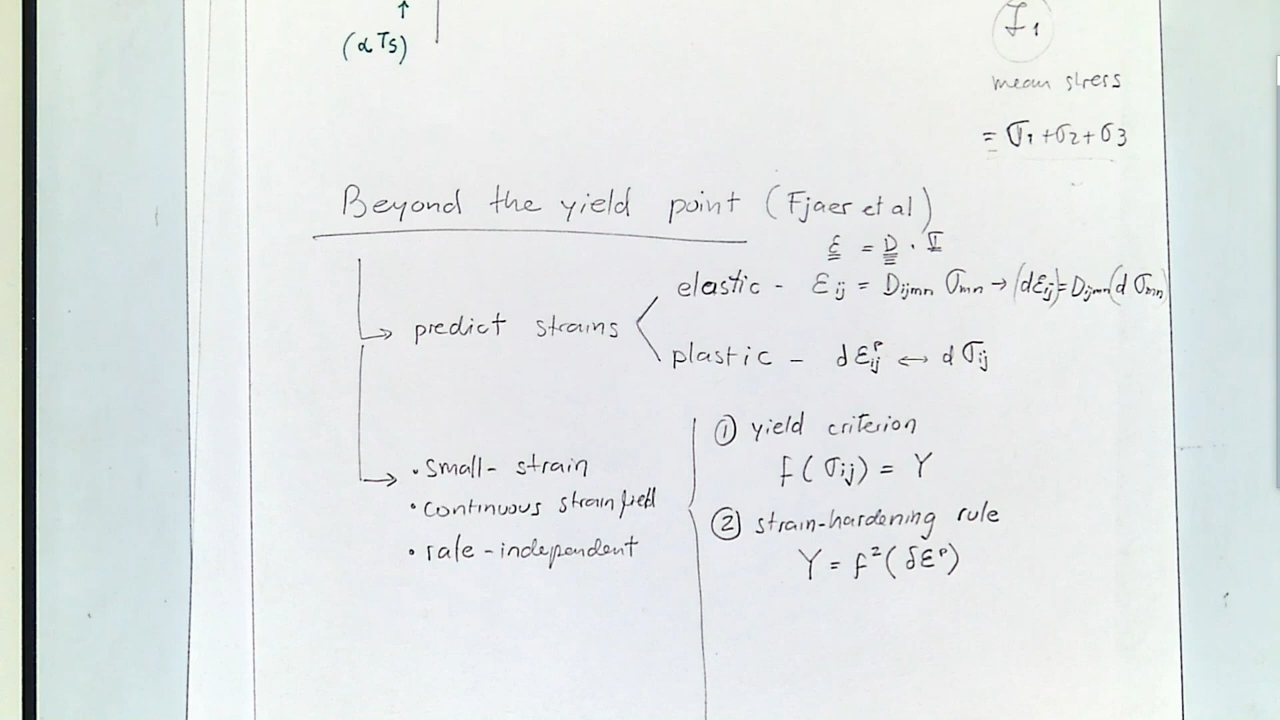 ↑
(αTs)
I₁
mean stress
= σ₁+σ₂+σ₃
Beyond the yield point (Fjaer et al)
ε = D · σ
elastic - εij = Dijmn σmn → (dεij) = Dijmn(dσmn)
predict strains
plastic - dεᵖij ↔ dσij
① yield criterion
f(σij) = Y
• small-strain
• continuous strain field
② strain-hardening rule
• rate-independent
Y = f²(δεᵖ)